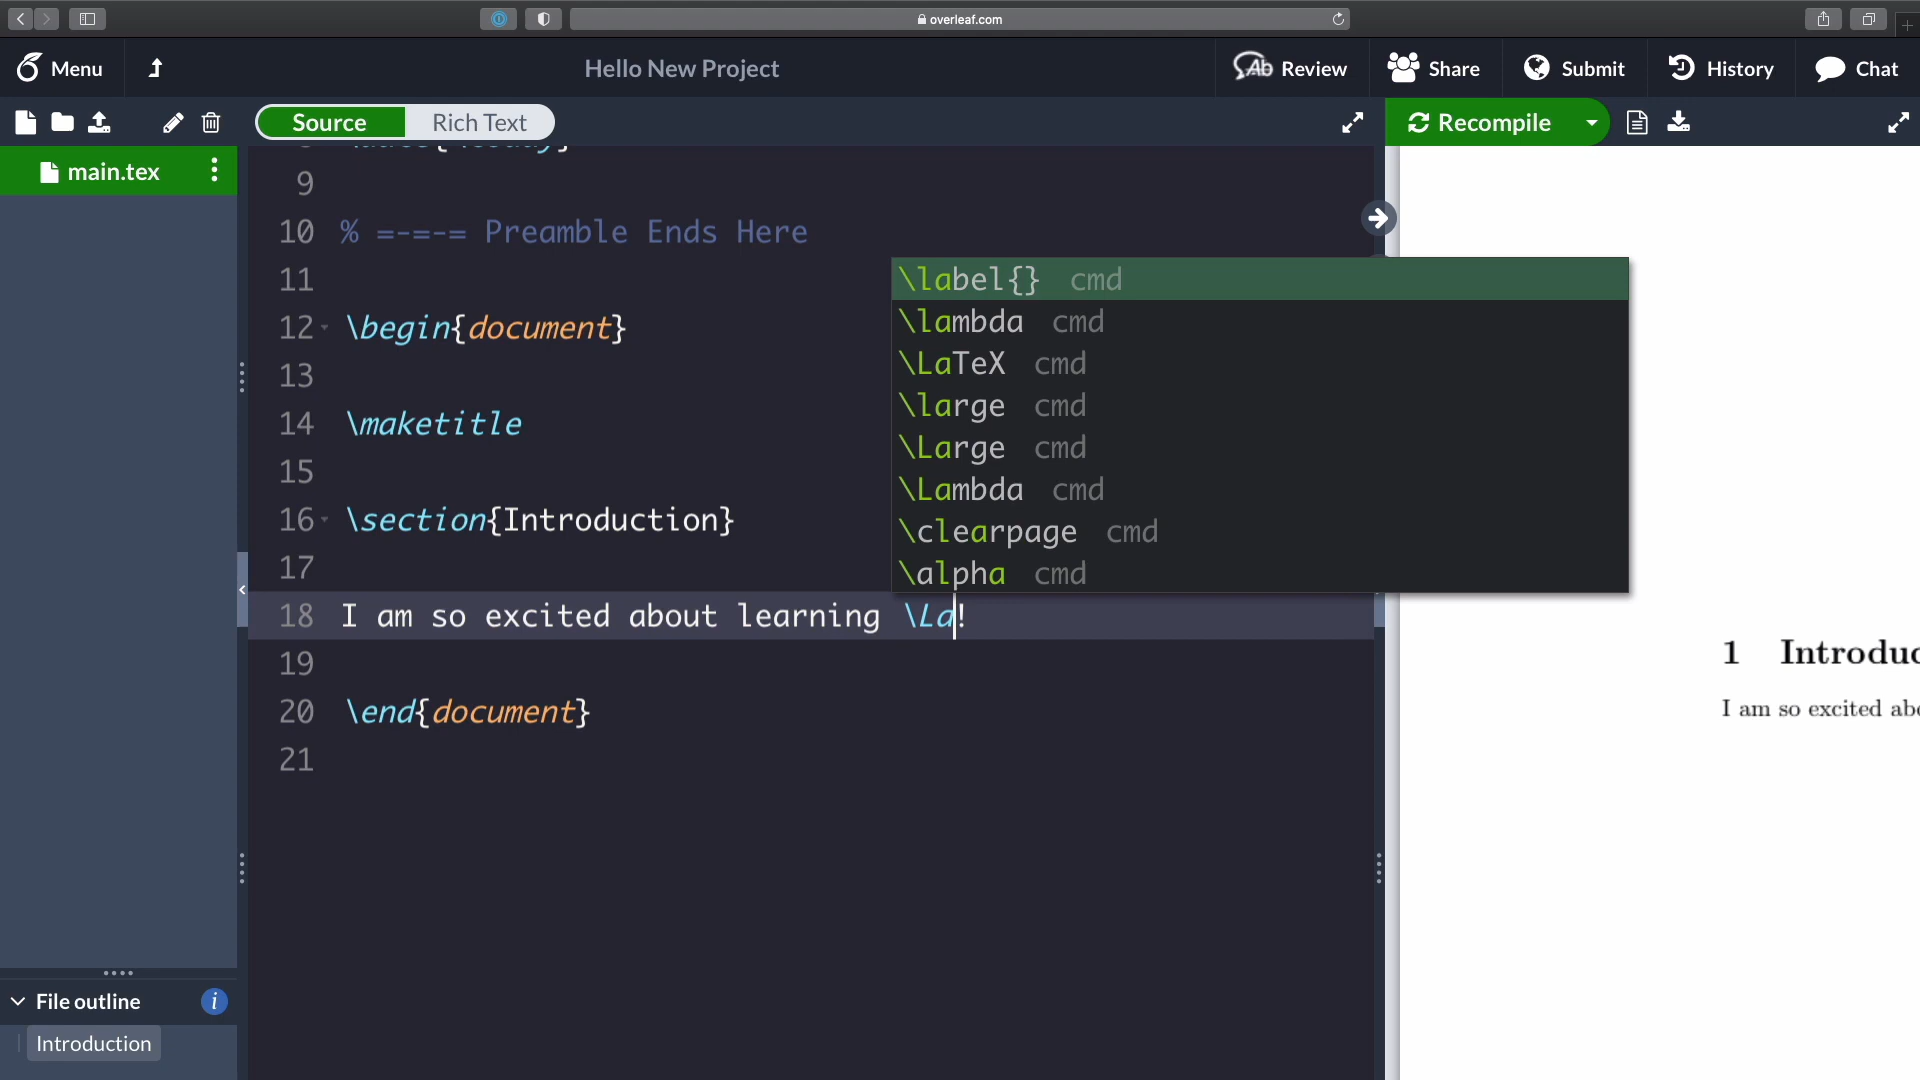 overleaf.com
Menu
Hello New Project
Review
Share
Submit
History
Chat
Source
Rich Text
Recompile
main.tex
9
10 % =-=-= Preamble Ends Here
11
12 \begin{document}
13
14 \maketitle
15
16 \section{Introduction}
17
18 I am so excited about learning \La!
19
20 \end{document}
21
\label{} cmd
\lambda cmd
\LaTeX cmd
\large cmd
\Large cmd
\Lambda cmd
\clearpage cmd
\alpha cmd
1 Introduc
I am so excited abo
File outline
Introduction